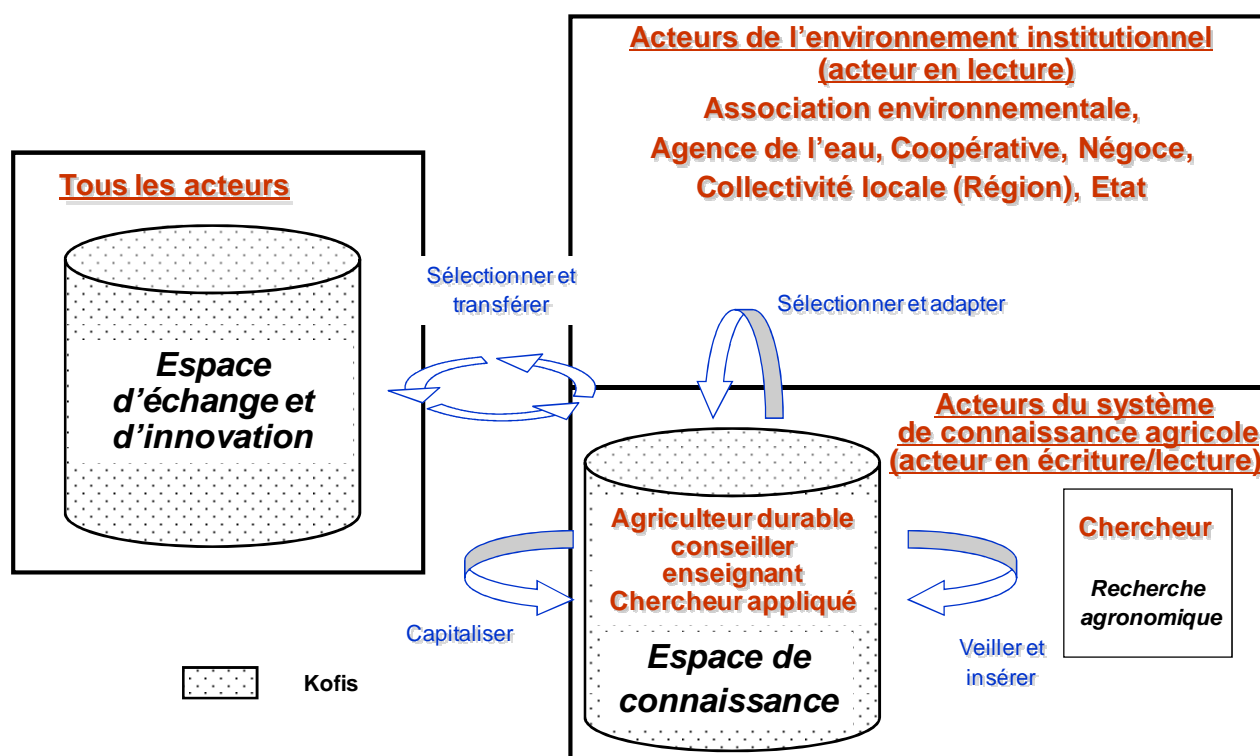 Acteurs de l'environnement institutionnel
(acteur en lecture)
Association environnementale,
Agence de l'eau, Coopérative, Négoce,
Collectivité locale (Région), Etat
Tous les acteurs
Espace
d'échange et
d'innovation
Sélectionner et
transférer
Sélectionner et adapter
Acteurs du système
de connaissance agricole
(acteur en écriture/lecture)
Agriculteur durable
conseiller
enseignant
Chercheur appliqué
Espace de
connaissance
Chercheur
Recherche
agronomique
Capitaliser
Veiller et
insérer
Kofis